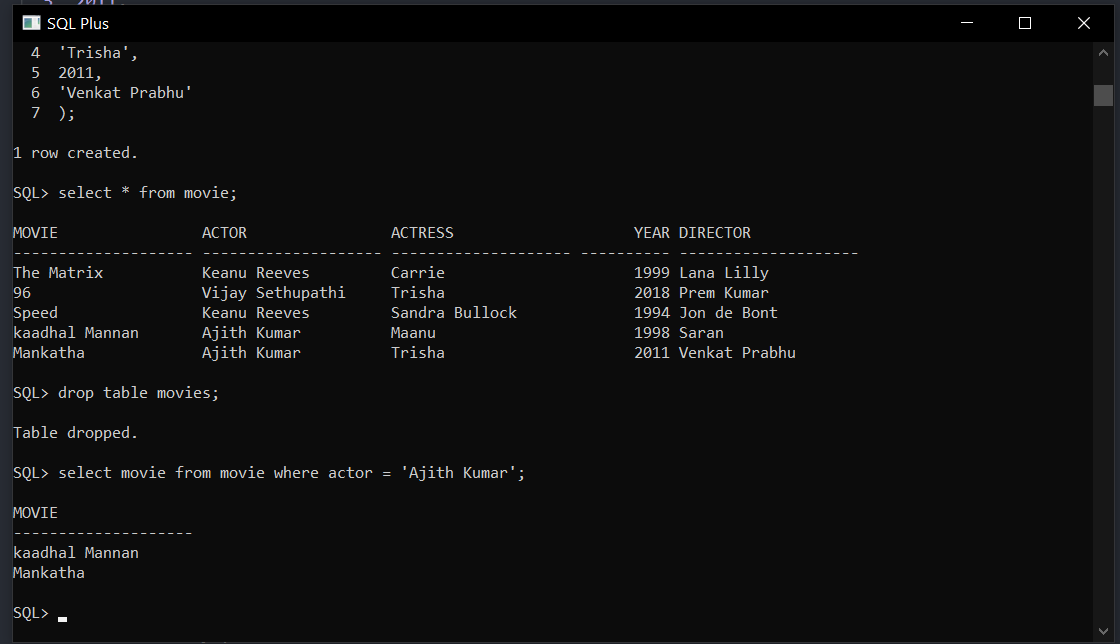 SQL Plus
4 'Trisha',
5 2011,
6 'Venkat Prabhu'
7 );
1 row created.
SQL> select * from movie;
MOVIE ACTOR ACTRESS YEAR DIRECTOR
-------------------- -------------------- -------------------- ---------- --------------------
The Matrix Keanu Reeves Carrie 1999 Lana Lilly
96 Vijay Sethupathi Trisha 2018 Prem Kumar
Speed Keanu Reeves Sandra Bullock 1994 Jon de Bont
kaadhal Mannan Ajith Kumar Maanu 1998 Saran
Mankatha Ajith Kumar Trisha 2011 Venkat Prabhu
SQL> drop table movies;
Table dropped.
SQL> select movie from movie where actor = 'Ajith Kumar';
MOVIE
--------------------
kaadhal Mannan
Mankatha
SQL>